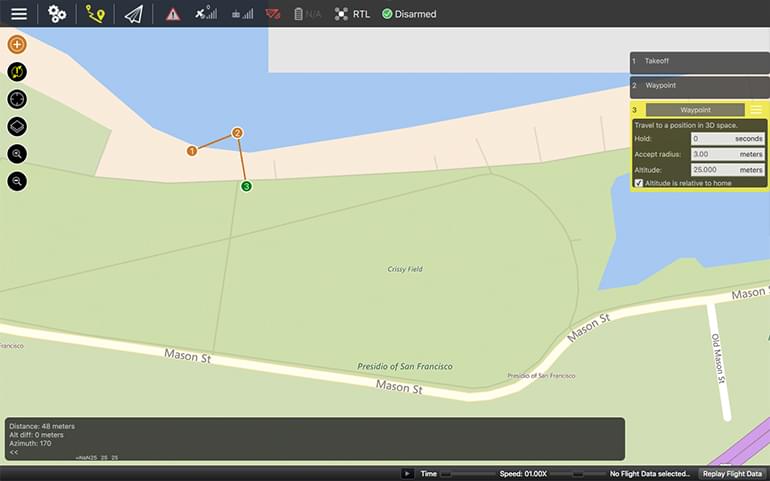 0 0 N/A RTL Disarmed
1 Takeoff
2 Waypoint
3 Waypoint
Travel to a position in 3D space.
Hold: 0 seconds
Accept radius: 3.00 meters
Altitude: 25.000 meters
Altitude is relative to home
1
2
3
Crissy Field
Mason St
Mason St
Mason St
Mason St
Old Mason St
Francisco
Presidio of San Francisco
Presidio of San Francisco
Distance: 48 meters
Alt diff: 0 meters
Azimuth: 170
<<
=NaN25 25 25
Time Speed: 01.00X No Flight Data selected.. Replay Flight Data